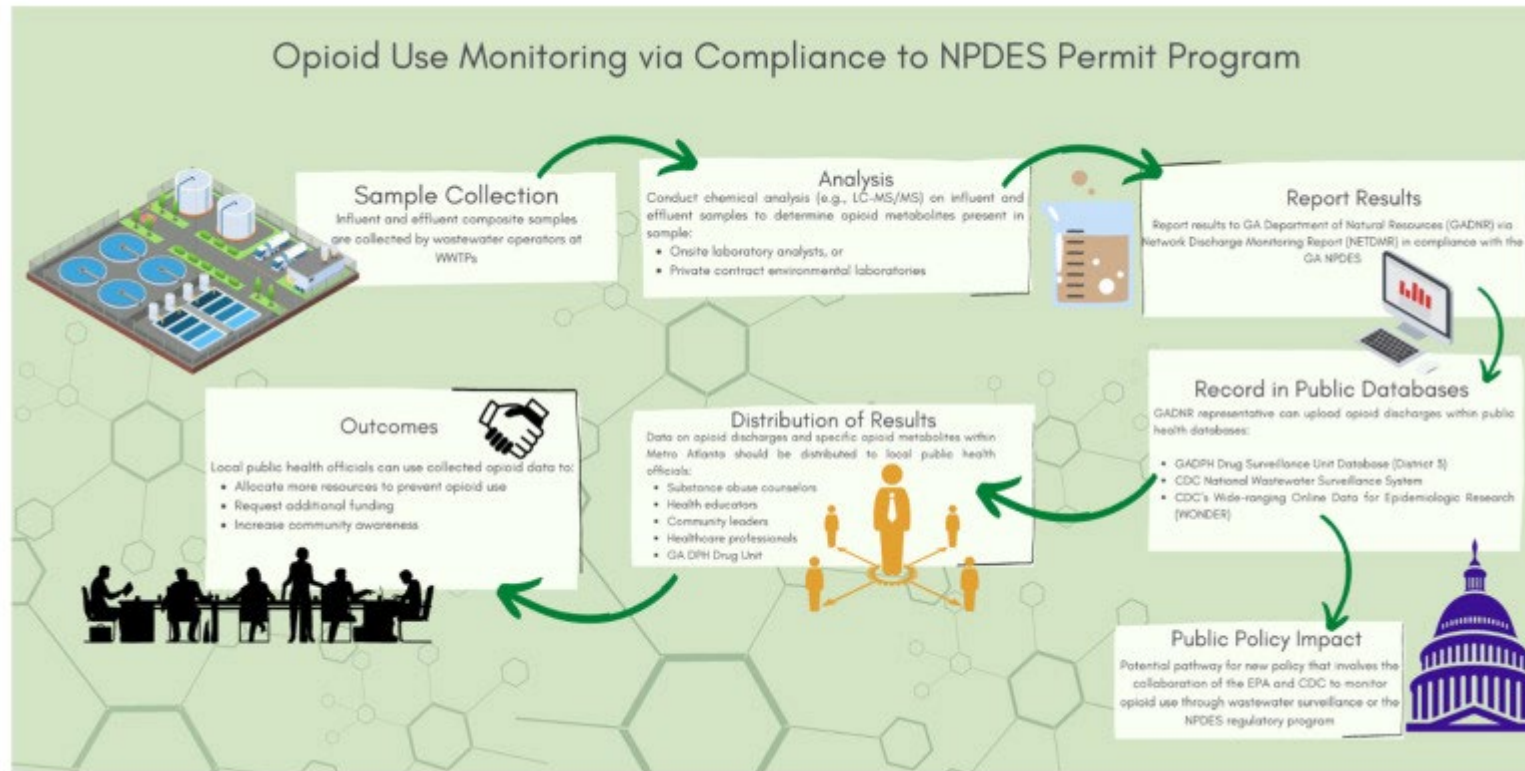 Opioid Use Monitoring via Compliance to NPDES Permit Program
Sample Collection
Influent and effluent composite samples
are collected by wastewater operators at
WWTPs
Analysis
Conduct chemical analysis (e.g., LC-MS/MS) on influent and
effluent samples to determine opioid metabolites present in
sample:
• Onsite laboratory analysts, or
• Private contract environmental laboratories
Report Results
Report results to GA Department of Natural Resources (GADNR) via
Network Discharge Monitoring Report (NETDMR) in compliance with the
GA NPDES
Record in Public Databases
GADNR representative can upload opioid discharges within public
health databases:
• GADPH Drug Surveillance Unit Database (District 3)
• CDC National Wastewater Surveillance System
• CDC's Wide-ranging Online Data for Epidemiologic Research
(WONDER)
Distribution of Results
Data on opioid discharges and specific opioid metabolites within
Metro Atlanta should be distributed to local public health
officials:
• Substance abuse counselors
• Health educators
• Community leaders
• Healthcare professionals
• GA DPH Drug Unit
Outcomes
Local public health officials can use collected opioid data to:
• Allocate more resources to prevent opioid use
• Request additional funding
• Increase community awareness
Public Policy Impact
Potential pathway for new policy that involves the
collaboration of the EPA and CDC to monitor
opioid use through wastewater surveillance or the
NPDES regulatory program